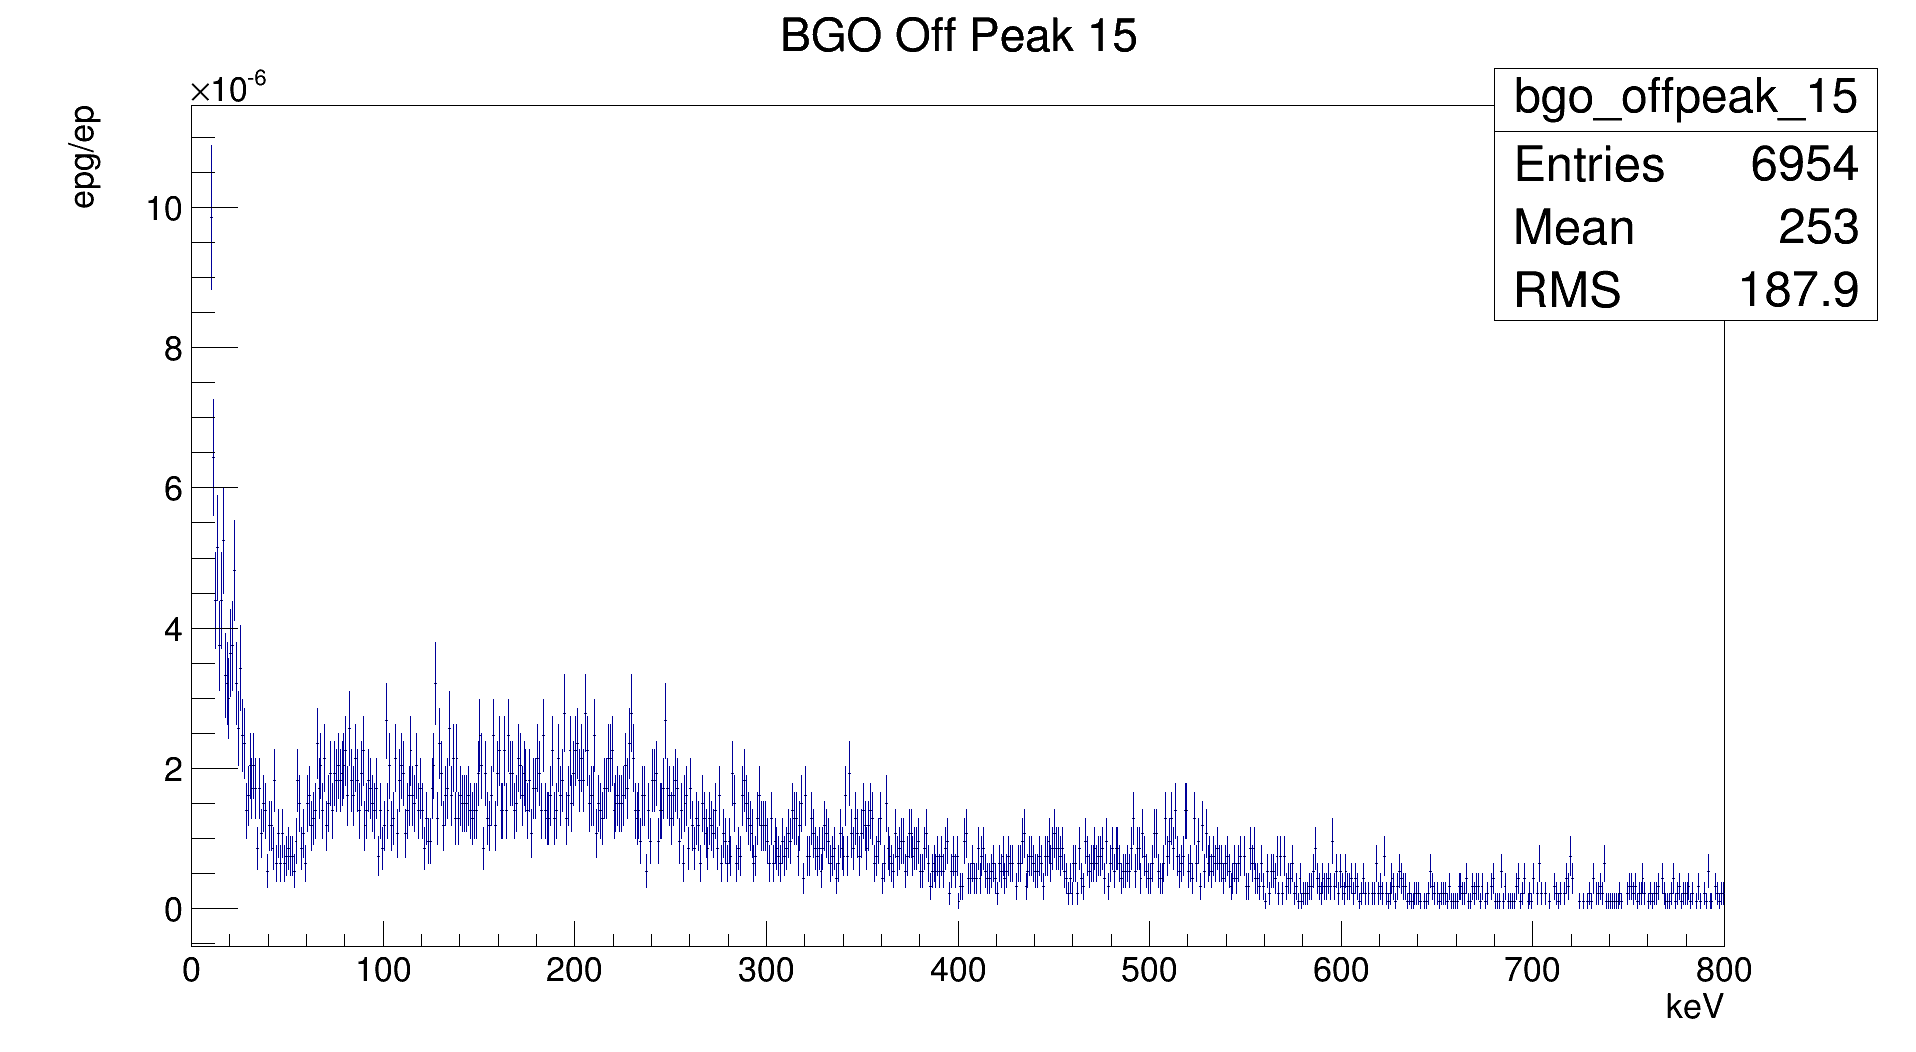 BGO Off Peak 15
×10-6
epg/ep
bgo_offpeak_15
Entries 6954
Mean 253
RMS 187.9
10
8
6
4
2
0
0 100 200 300 400 500 600 700 800
keV